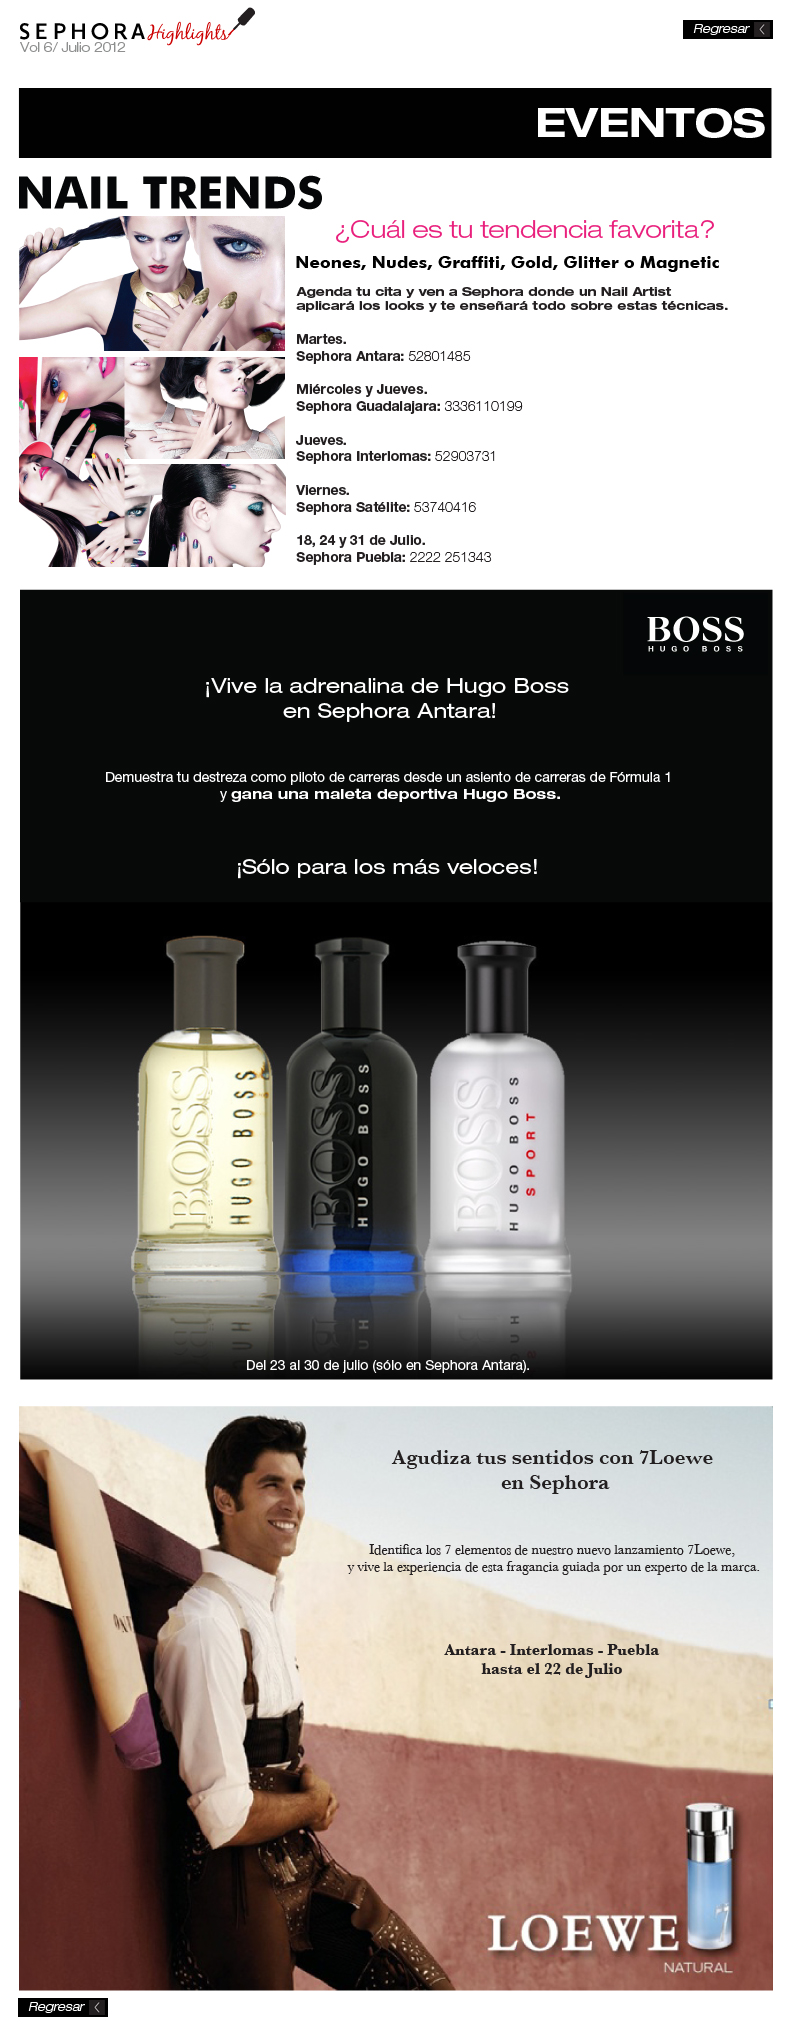 SEPHORA Highlights
Vol 6/ Julio 2012
Regresar
EVENTOS
NAIL TRENDS
¿Cuál es tu tendencia favorita?
Neones, Nudes, Graffiti, Gold, Glitter o Magnetic
Agenda tu cita y ven a Sephora donde un Nail Artist
aplicará los looks y te enseñará todo sobre estas técnicas.
Martes.
Sephora Antara: 52801485
Miércoles y Jueves.
Sephora Guadalajara: 3336110199
Jueves.
Sephora Interlomas: 52903731
Viernes.
Sephora Satélite: 53740416
18, 24 y 31 de Julio.
Sephora Puebla: 2222 251343
BOSS
HUGO BOSS
¡Vive la adrenalina de Hugo Boss
en Sephora Antara!
Demuestra tu destreza como piloto de carreras desde un asiento de carreras de Fórmula 1
y gana una maleta deportiva Hugo Boss.
¡Sólo para los más veloces!
BOSS
HUGO BOSS
BOSS
HUGO BOSS
BOSS
HUGO BOSS
SPORT
Del 23 al 30 de julio (sólo en Sephora Antara).
Agudiza tus sentidos con 7Loewe
en Sephora
Identifica los 7 elementos de nuestro nuevo lanzamiento 7Loewe,
y vive la experiencia de esta fragancia guiada por un experto de la marca.
Antara - Interlomas - Puebla
hasta el 22 de Julio
7
LOEWE
NATURAL
Regresar